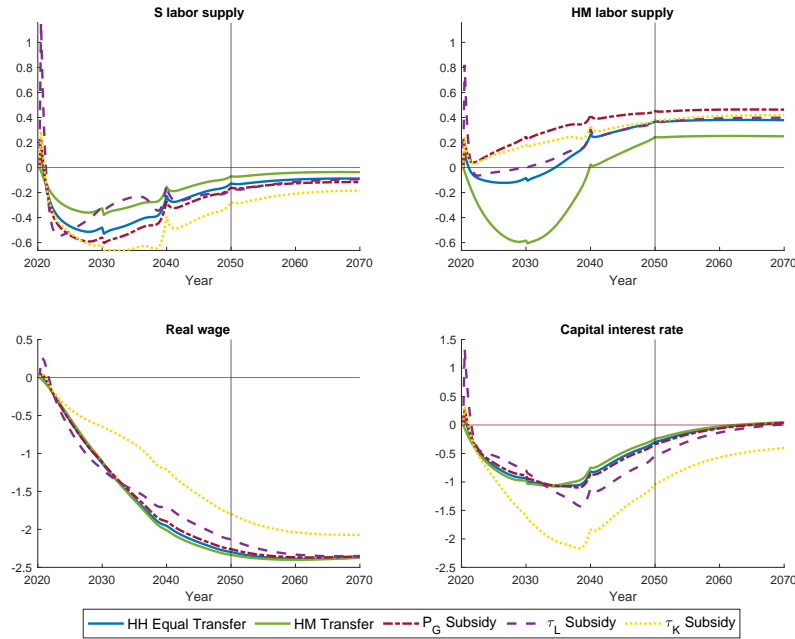 S labor supply
1
0.8
0.6
0.4
0.2
0
-0.2
-0.4
-0.6
2020 2030 2040 2050 2060 2070
Year
HM labor supply
1
0.8
0.6
0.4
0.2
0
-0.2
-0.4
-0.6
2020 2030 2040 2050 2060 2070
Year
Real wage
0.5
0
-0.5
-1
-1.5
-2
-2.5
2020 2030 2040 2050 2060 2070
Year
Capital interest rate
1.5
1
0.5
0
-0.5
-1
-1.5
-2
-2.5
2020 2030 2040 2050 2060 2070
Year
HH Equal Transfer HM Transfer P_G Subsidy τ_L Subsidy τ_K Subsidy